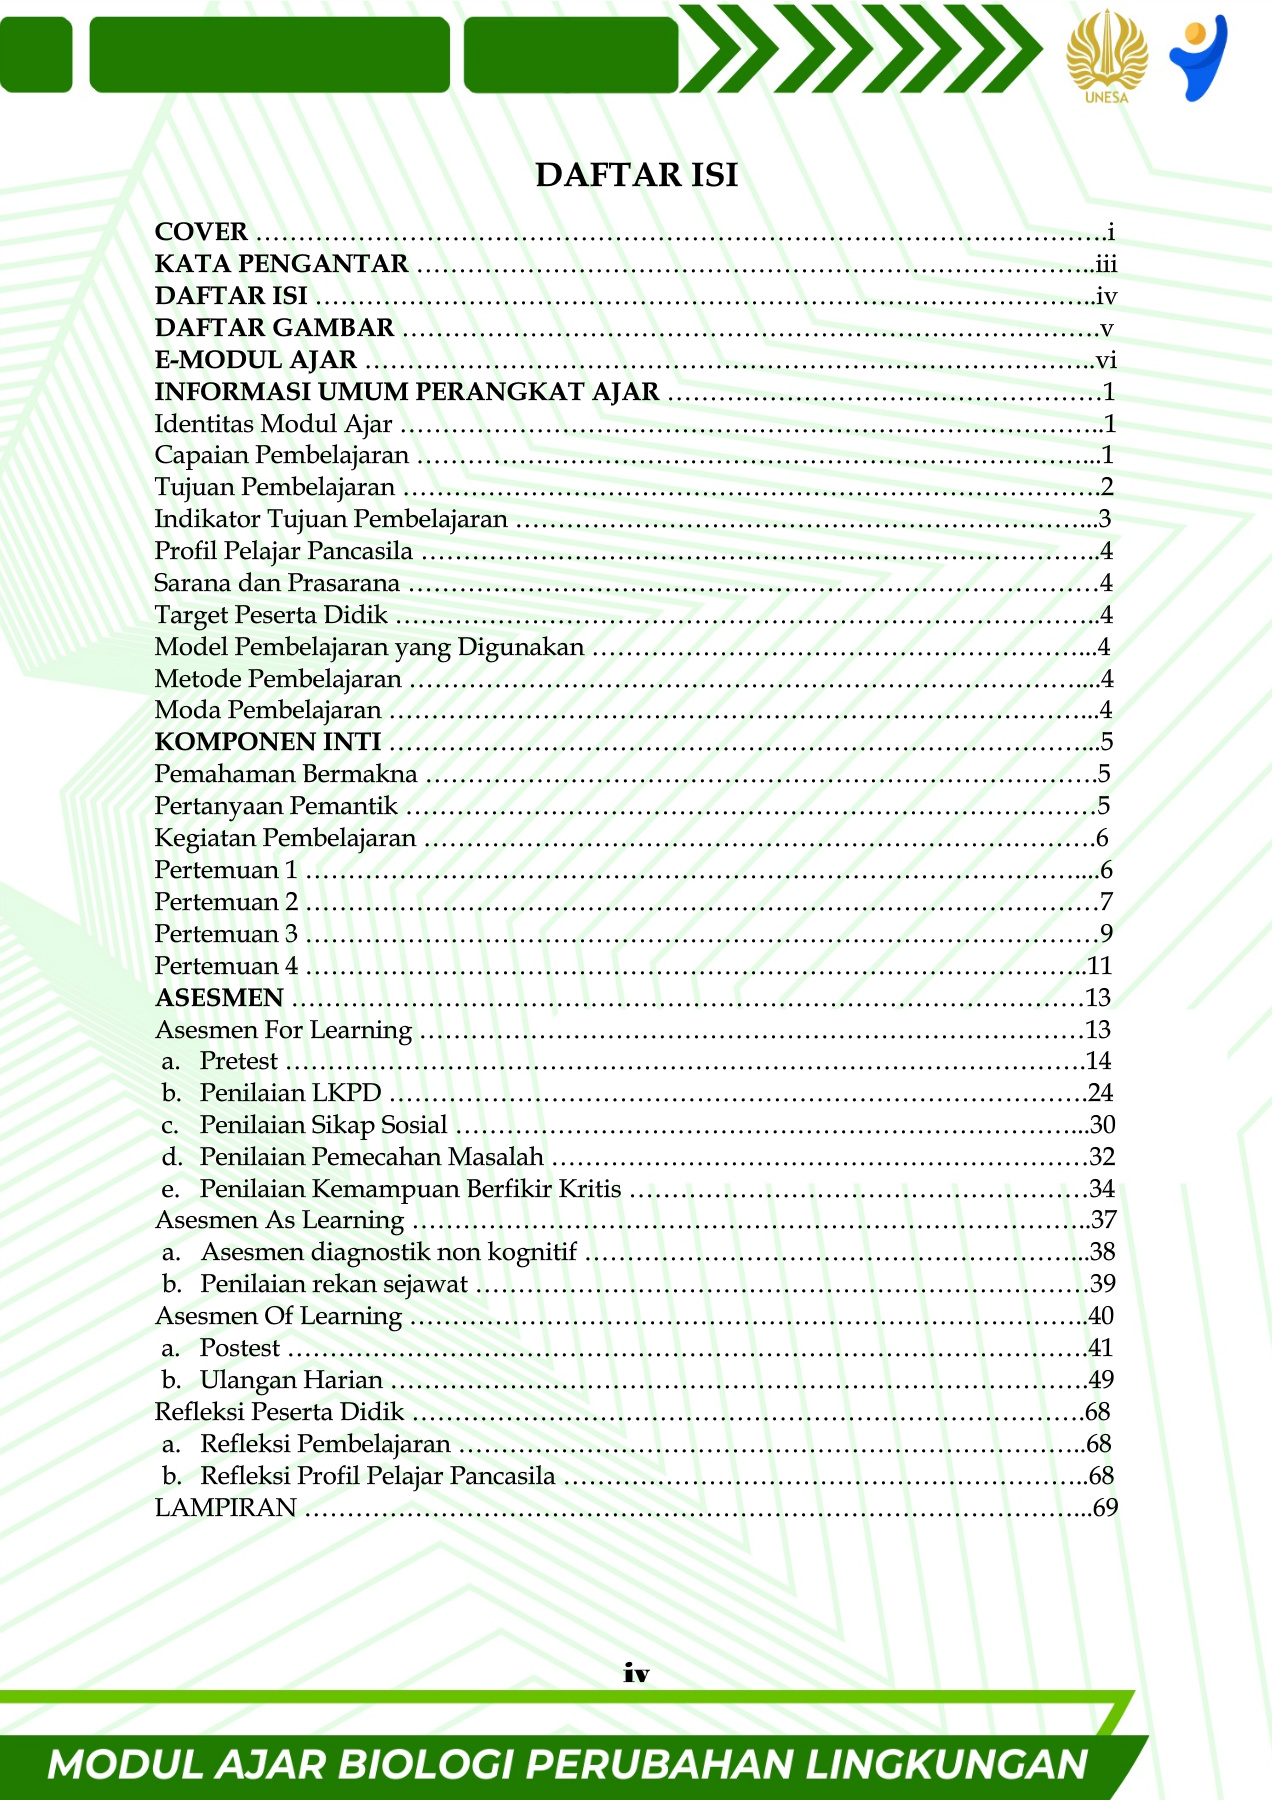 UNESA
DAFTAR ISI
COVER ………………………………………………………………………………………….i
KATA PENGANTAR ……………………………………………………………………..iii
DAFTAR ISI ………………………………………………………………………………..iv
DAFTAR GAMBAR ……………………………………………………………………….v
E-MODUL AJAR …………………………………………………………………………..vi
INFORMASI UMUM PERANGKAT AJAR ……………………………………………1
Identitas Modul Ajar ………………………………………………………………………..1
Capaian Pembelajaran ……………………………………………………………………...1
Tujuan Pembelajaran ……………………………………………………………………….2
Indikator Tujuan Pembelajaran …………………………………………………………...3
Profil Pelajar Pancasila ……………………………………………………………………..4
Sarana dan Prasarana ………………………………………………………………………4
Target Peserta Didik ………………………………………………………………………..4
Model Pembelajaran yang Digunakan …………………………………………………...4
Metode Pembelajaran ……………………………………………………………………....4
Moda Pembelajaran ………………………………………………………………………...4
KOMPONEN INTI ………………………………………………………………………...5
Pemahaman Bermakna …………………………………………………………………….5
Pertanyaan Pemantik ……………………………………………………………………….5
Kegiatan Pembelajaran …………………………………………………………………….6
Pertemuan 1 ………………………………………………………………………………....6
Pertemuan 2 …………………………………………………………………………………7
Pertemuan 3 …………………………………………………………………………………9
Pertemuan 4 ……………………………………………………………………………….11
ASESMEN …………………………………………………………………………………13
Asesmen For Learning ……………………………………………………………………13
a. Pretest ………………………………………………………………………………….14
b. Penilaian LKPD ……………………………………………………………………….24
c. Penilaian Sikap Sosial ………………………………………………………………...30
d. Penilaian Pemecahan Masalah ………………………………………………………32
e. Penilaian Kemampuan Berfikir Kritis ………………………………………………34
Asesmen As Learning ……………………………………………………………………..37
a. Asesmen diagnostik non kognitif …………………………………………………...38
b. Penilaian rekan sejawat ………………………………………………………………39
Asesmen Of Learning …………………………………………………………………….40
a. Postest ………………………………………………………………………………….41
b. Ulangan Harian ……………………………………………………………………….49
Refleksi Peserta Didik …………………………………………………………………….68
a. Refleksi Pembelajaran ………………………………………………………………..68
b. Refleksi Profil Pelajar Pancasila …………………………………………………….68
LAMPIRAN ………………………………………………………………………………...69
iv
MODUL AJAR BIOLOGI PERUBAHAN LINGKUNGAN